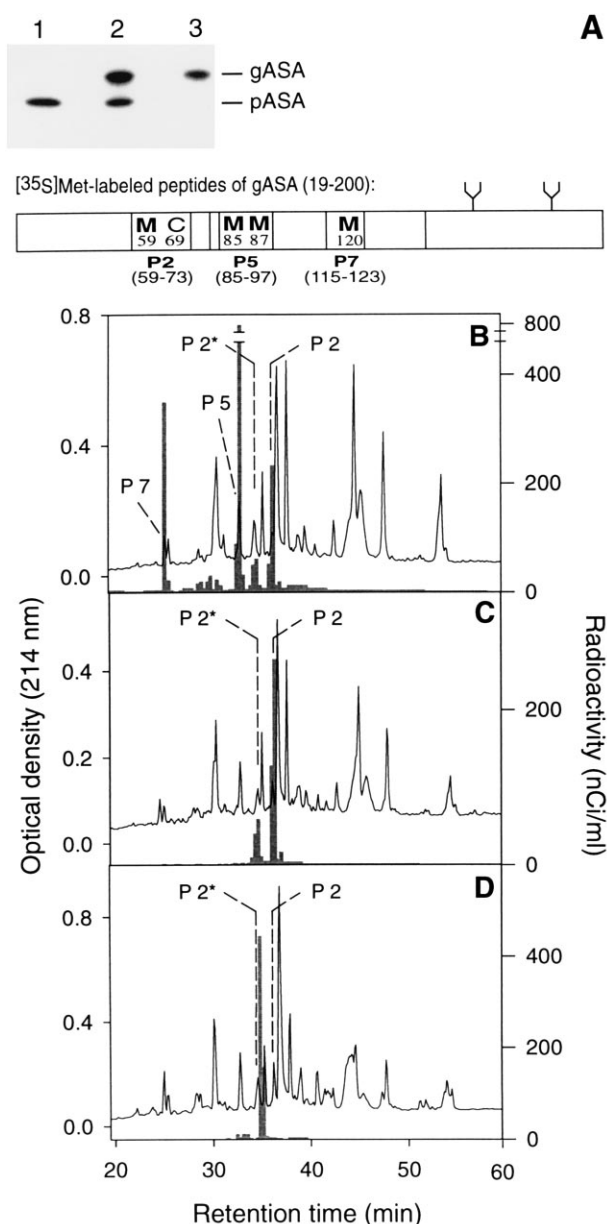 1 2 3 A
gASA
pASA
[35S]Met-labeled peptides of gASA (19-200):
M C M M M
59 69 85 87 120
P2 P5 P7
(59-73) (85-97) (115-123)
0.8 B 800
P 2* P 2
400
P 5
0.4
200
P 7
0.0 0
P 2* P 2 C
0.4
200
0.2
0.0 0
P 2* P 2 D
0.8
400
0.4
200
0.0 0
20 30 40 50 60
Optical density (214 nm)
Radioactivity (nCi/ml)
Retention time (min)